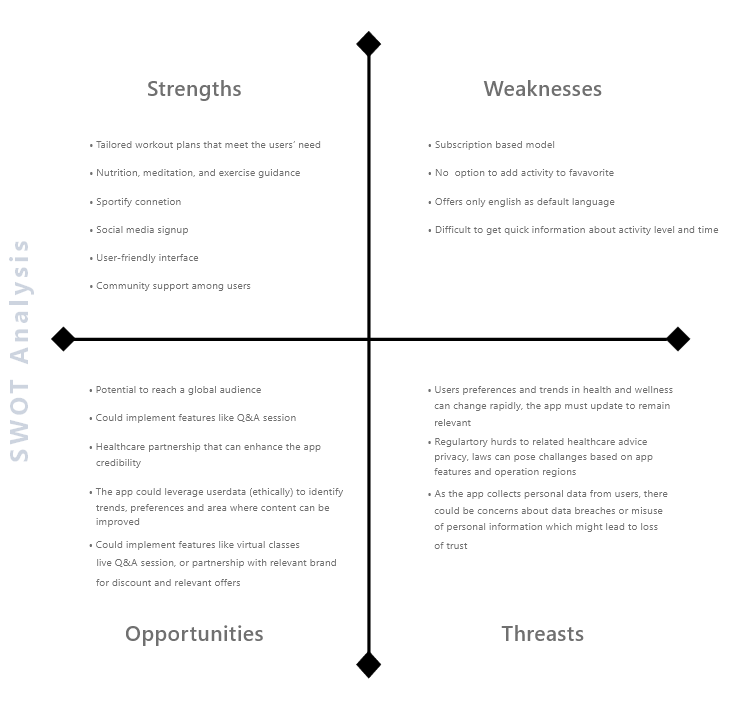 SWOT Analysis
Strengths
• Tailored workout plans that meet the users' need
• Nutrition, meditation, and exercise guidance
• Sportify connetion
• Social media signup
• User-friendly interface
• Community support among users
Weaknesses
• Subscription based model
• No  option to add activity to favavorite
• Offers only english as default language
• Difficult to get quick information about activity level and time
• Potential to reach a global audience
• Could implement features like Q&A session
• Healthcare partnership that can enhance the app
credibility
• The app could leverage userdata (ethically) to identify
trends, preferences and area where content can be
improved
• Could implement features like virtual classes
live Q&A session, or partnership with relevant brand
for discount and relevant offers
Opportunities
• Users preferences and trends in health and wellness
can change rapidly, the app must update to remain
relevant
• Regulartory hurds to related healthcare advice
privacy, laws can pose challanges based on app
features and operation regions
• As the app collects personal data from users, there
could be concerns about data breaches or misuse
of personal information which might lead to loss
of trust
Threasts